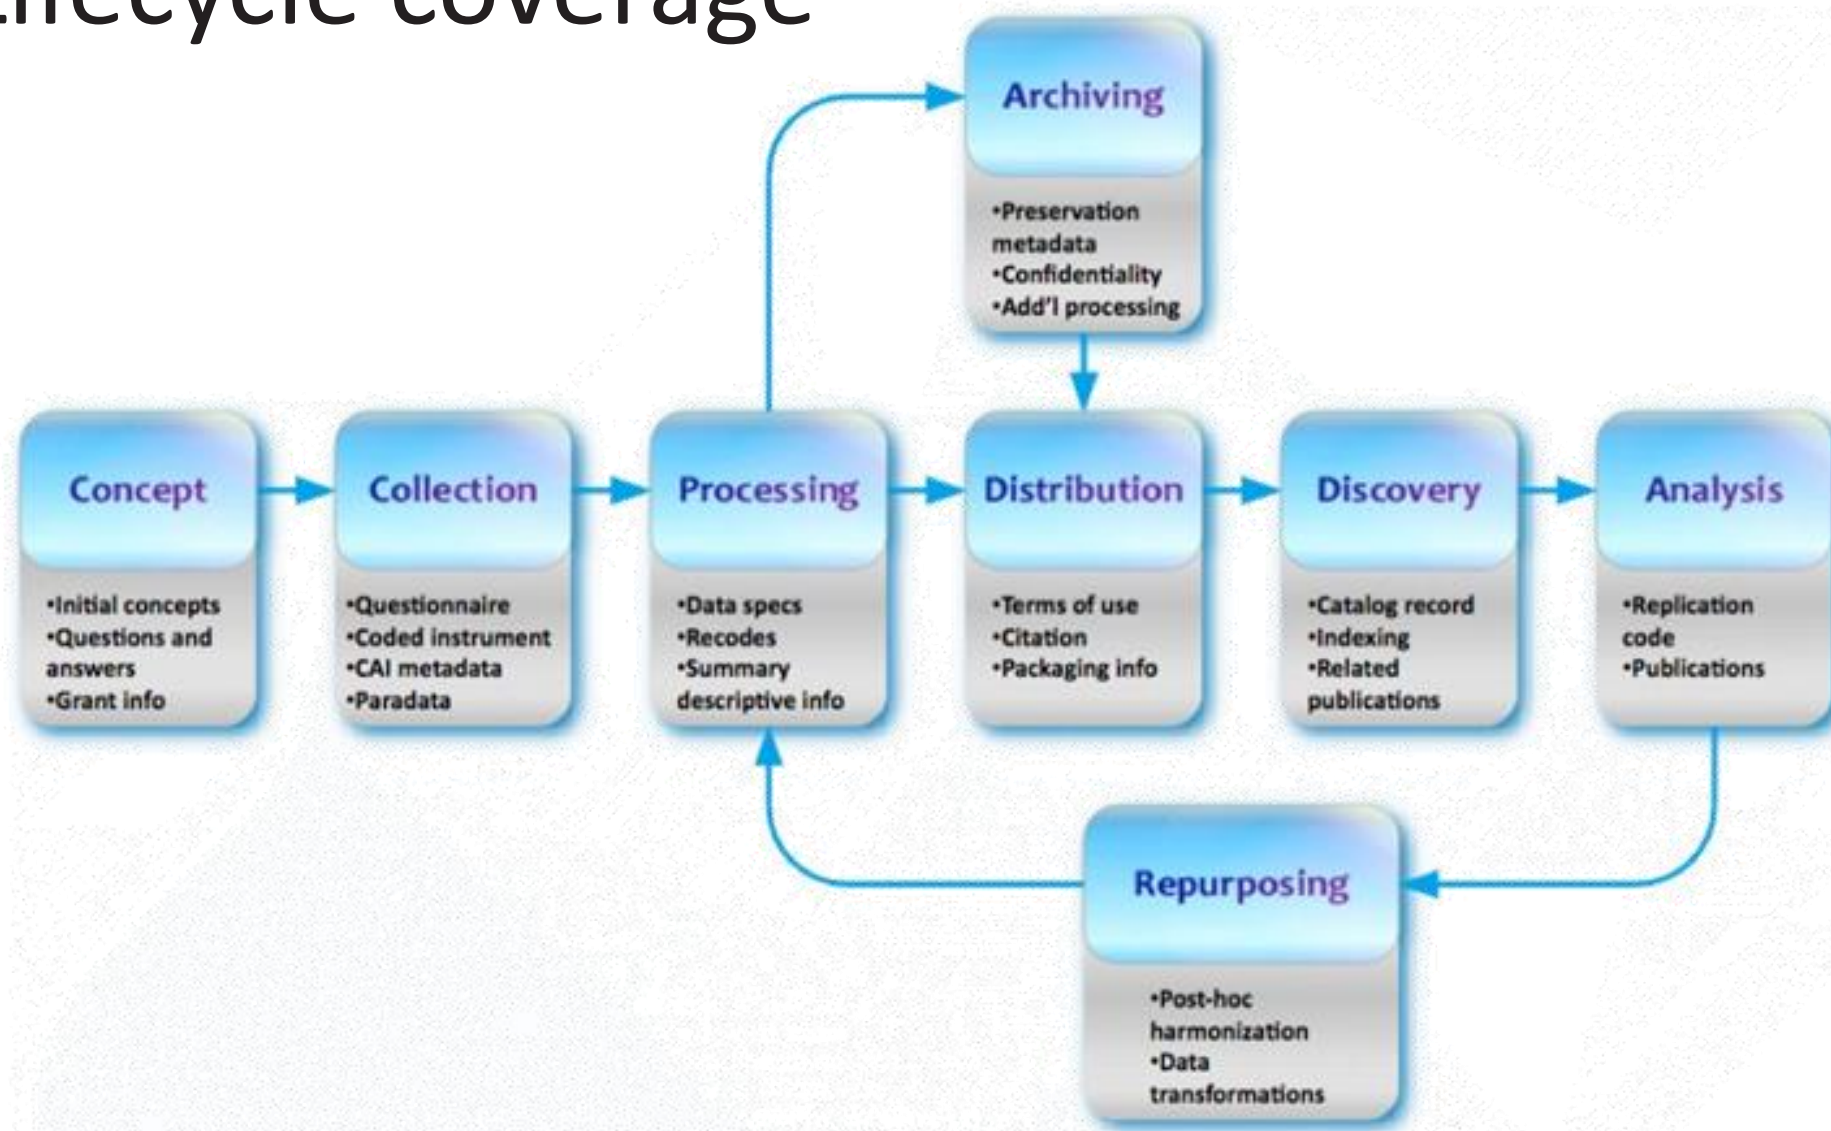 Lifecycle coverage
Archiving
•Preservation
metadata
•Confidentiality
•Add'l processing
Concept
•Initial concepts
•Questions and
answers
•Grant info
Collection
•Questionnaire
•Coded instrument
•CAI metadata
•Paradata
Processing
•Data specs
•Recodes
•Summary
descriptive info
Distribution
•Terms of use
•Citation
•Packaging info
Discovery
•Catalog record
•Indexing
•Related
publications
Analysis
•Replication
code
•Publications
Repurposing
•Post-hoc
harmonization
•Data
transformations